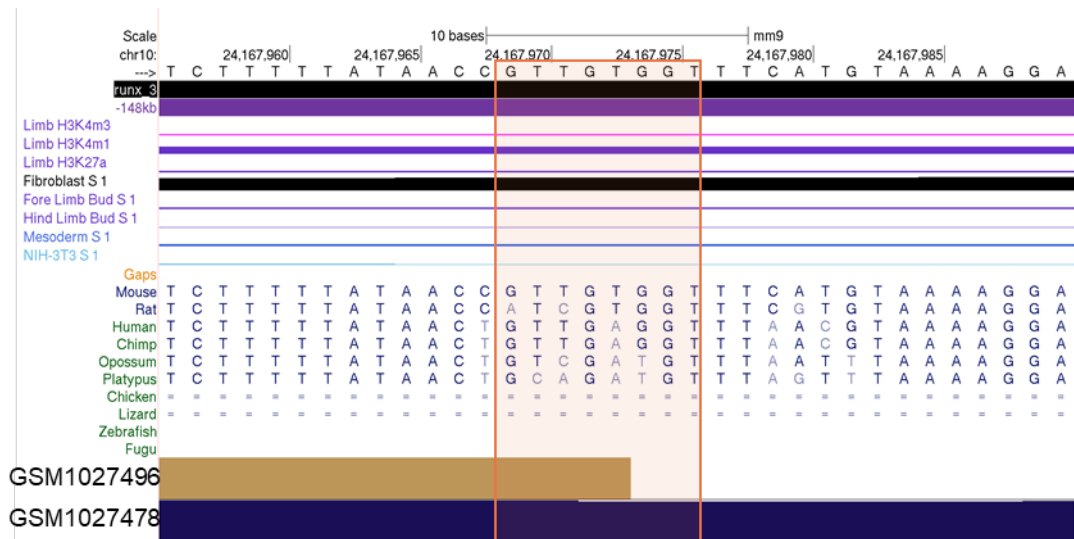 Scale 10 bases mm9
chr10: 24,167,960 24,167,965 24,167,970 24,167,975 24,167,980 24,167,985
---> T C T T T T T A T A A C C G T T G T G G T T T C A T G T A A A A G G A
runx_3
-148kb
Limb H3K4m3
Limb H3K4m1
Limb H3K27a
Fibroblast S 1
Fore Limb Bud S 1
Hind Limb Bud S 1
Mesoderm S 1
NIH-3T3 S 1
Gaps
Mouse T C T T T T T A T A A C C G T T G T G G T T T C A T G T A A A A G G A
Rat T C T T T T T A T A A C C A T C G T G G T T T C G T G T A A A A G G A
Human T C T T T T T A T A A C T G T T G A G G T T T A A C G T A A A A G G A
Chimp T C T T T T T A T A A C T G T T G A G G T T T A A C G T A A A A G G A
Opossum T C T T T T T A T A A C T G T C G A T G T T T A A T T T A A A A G G A
Platypus T C T T T T T A T A A C T G C A G A T G T T T A G T T T A A A A G G A
Chicken = = = = = = = = = = = = = = = = = = = = = = = = = = = = = = = = = = =
Lizard = = = = = = = = = = = = = = = = = = = = = = = = = = = = = = = = = = =
Zebrafish
Fugu
GSM1027496
GSM1027478